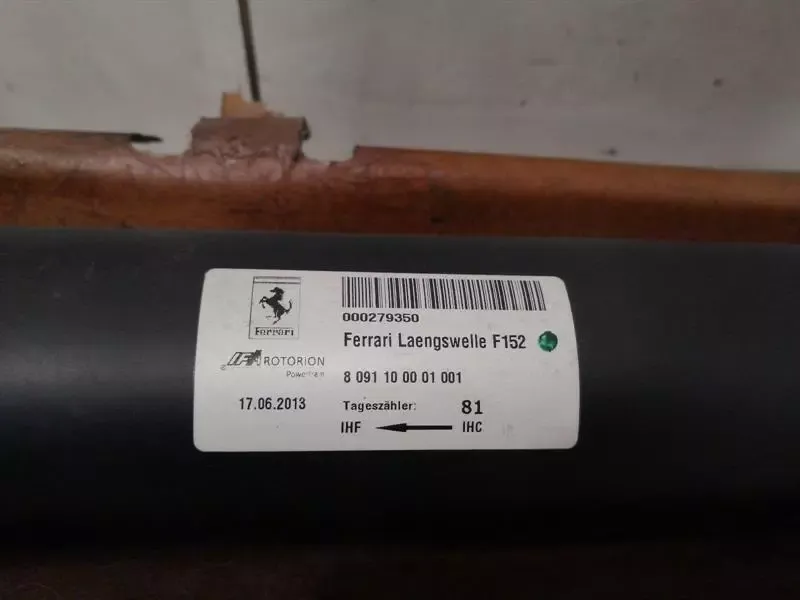 Ferrari
000279350
Ferrari Laengswelle F152
IFA ROTORION
Powertrain
8 091 10 00 01 001
17.06.2013
Tageszähler: 81
IHF IHC